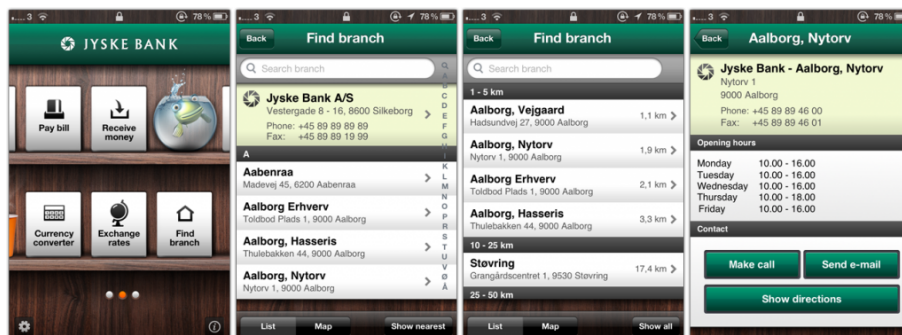 3
78%
JYSKE BANK
Pay bill
Receive
money
Currency
converter
Exchange
rates
Find
branch
3
78%
Back
Find branch
Search branch
Jyske Bank A/S
Vestergade 8 - 16, 8600 Silkeborg
Phone: +45 89 89 89 89
Fax: +45 89 89 19 99
A
Aabenraa
Madevej 45, 6200 Aabenraa
Aalborg Erhverv
Toldbod Plads 1, 9000 Aalborg
Aalborg, Hasseris
Thulebakken 44, 9000 Aalborg
Aalborg, Nytorv
Nytorv 1, 9000 Aalborg
A
B
C
D
E
F
G
H
I
K
L
M
N
O
P
R
S
T
U
V
Ø
Å
List
Map
Show nearest
3
78%
Back
Find branch
Search branch
1 - 5 km
Aalborg, Vejgaard
Hadsundvej 27, 9000 Aalborg
1,1 km
Aalborg, Nytorv
Nytorv 1, 9000 Aalborg
1,9 km
Aalborg Erhverv
Toldbod Plads 1, 9000 Aalborg
2,1 km
Aalborg, Hasseris
Thulebakken 44, 9000 Aalborg
3,3 km
10 - 25 km
Støvring
Grangårdscentret 1, 9530 Støvring
17,4 km
25 - 50 km
List
Map
Show all
3
78%
Back
Aalborg, Nytorv
Jyske Bank - Aalborg, Nytorv
Nytorv 1
9000 Aalborg
Phone: +45 89 89 46 00
Fax: +45 89 89 46 01
Opening hours
Monday 10.00 - 16.00
Tuesday 10.00 - 16.00
Wednesday 10.00 - 16.00
Thursday 10.00 - 18.00
Friday 10.00 - 16.00
Contact
Make call
Send e-mail
Show directions